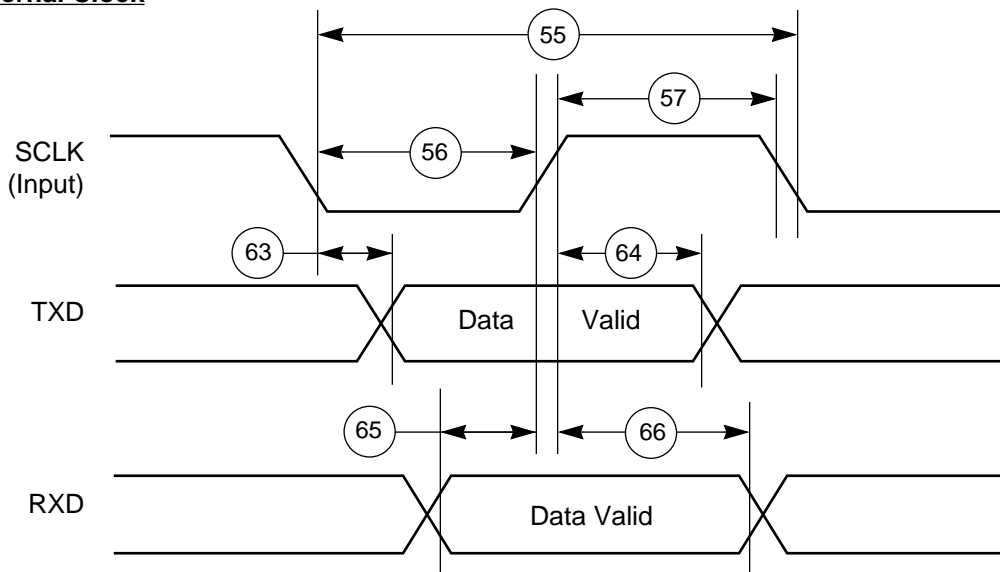 55
57
SCLK
(Input)
56
63
64
TXD
Data Valid
65
66
RXD
Data Valid